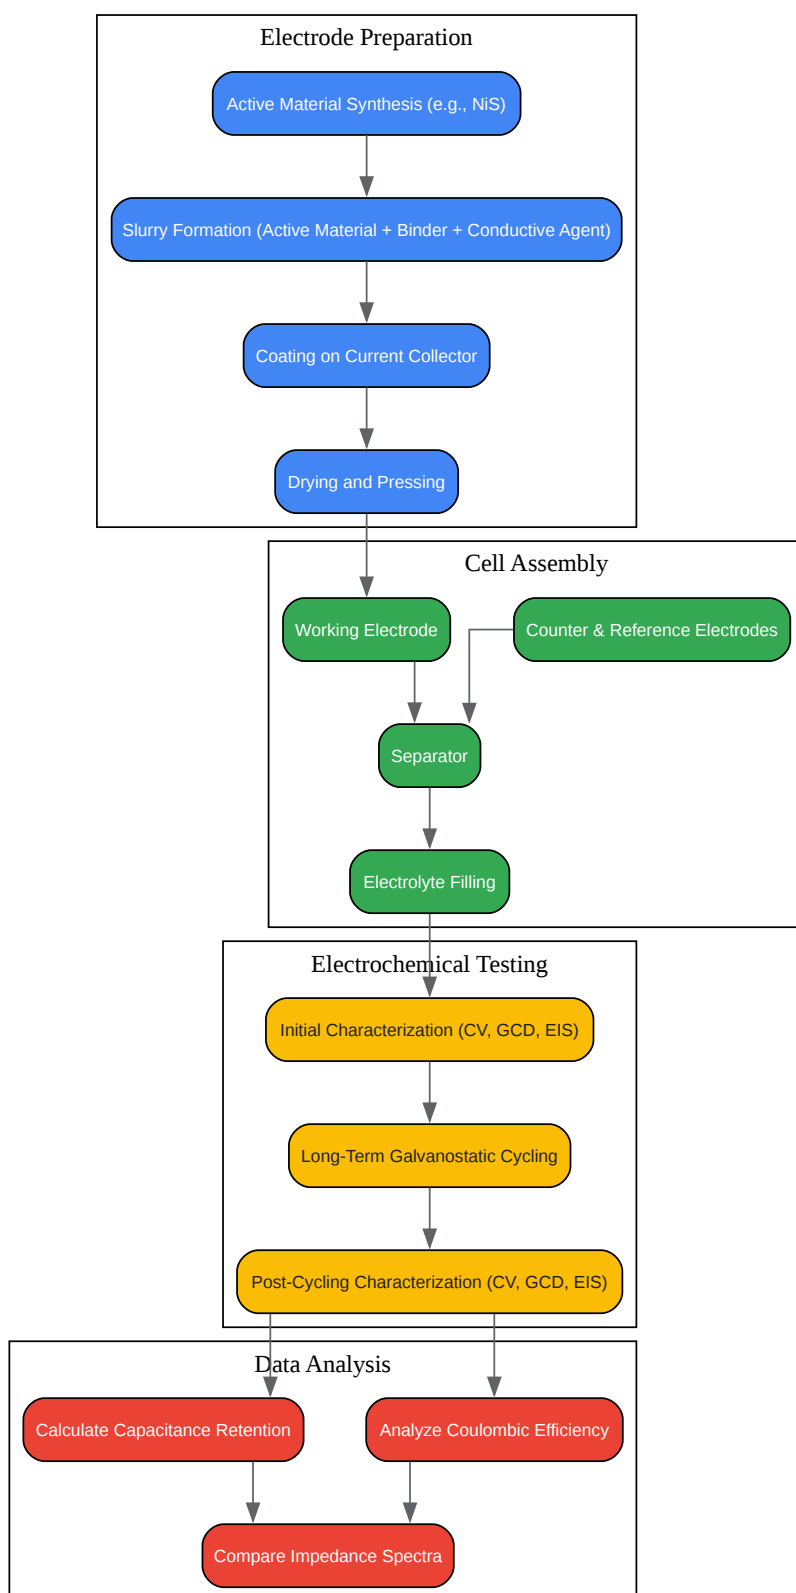 Electrode Preparation
Active Material Synthesis (e.g., NiS)
Slurry Formation (Active Material + Binder + Conductive Agent)
Coating on Current Collector
Drying and Pressing
Cell Assembly
Working Electrode
Counter & Reference Electrodes
Separator
Electrolyte Filling
Electrochemical Testing
Initial Characterization (CV, GCD, EIS)
Long-Term Galvanostatic Cycling
Post-Cycling Characterization (CV, GCD, EIS)
Data Analysis
Calculate Capacitance Retention
Analyze Coulombic Efficiency
Compare Impedance Spectra